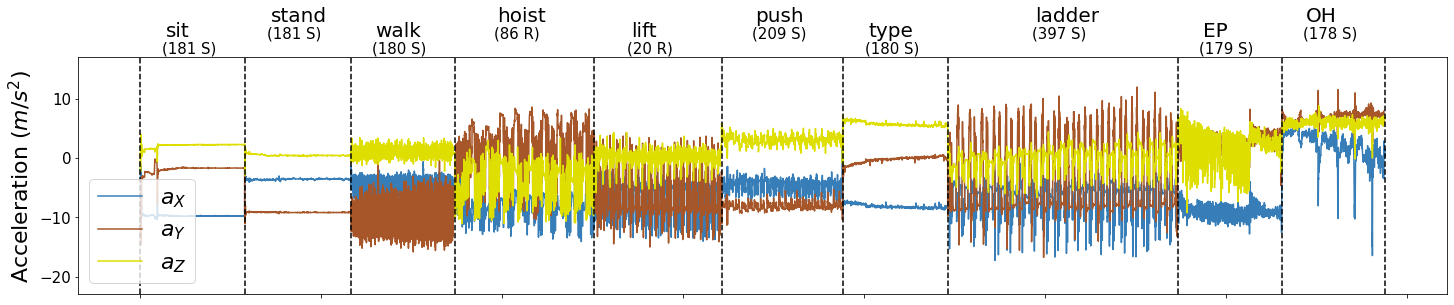 sit
(181 S)
stand
(181 S)
walk
(180 S)
hoist
(86 R)
lift
(20 R)
push
(209 S)
type
(180 S)
ladder
(397 S)
EP
(179 S)
OH
(178 S)
Acceleration (m/s²)
10
0
−10
−20
aX
aY
aZ